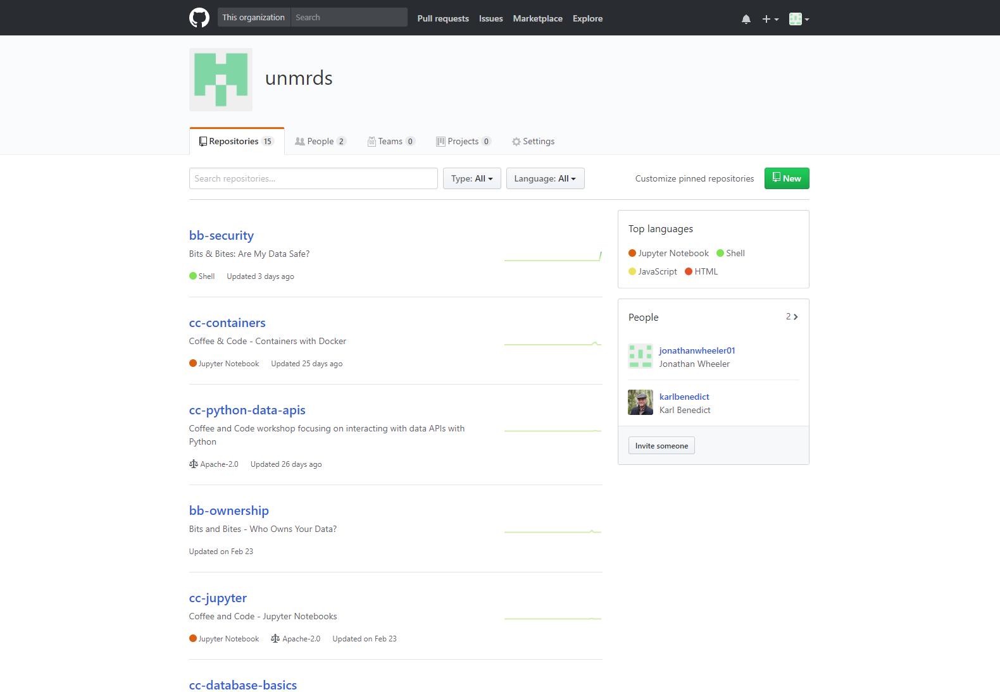 This organization Search Pull requests Issues Marketplace Explore
unmrds
Repositories 15 People 2 Teams 0 Projects 0 Settings
Search repositories... Type: All Language: All Customize pinned repositories New
bb-security
Bits & Bites: Are My Data Safe?
Shell Updated 3 days ago
cc-containers
Coffee & Code - Containers with Docker
Jupyter Notebook Updated 25 days ago
cc-python-data-apis
Coffee and Code workshop focusing on interacting with data APIs with
Python
Apache-2.0 Updated 26 days ago
bb-ownership
Bits and Bites - Who Owns Your Data?
Updated on Feb 23
cc-jupyter
Coffee and Code - Jupyter Notebooks
Jupyter Notebook Apache-2.0 Updated on Feb 23
cc-database-basics
Top languages
Jupyter Notebook Shell
JavaScript HTML
People 2
jonathanwheeler01
Jonathan Wheeler
karlbenedict
Karl Benedict
Invite someone